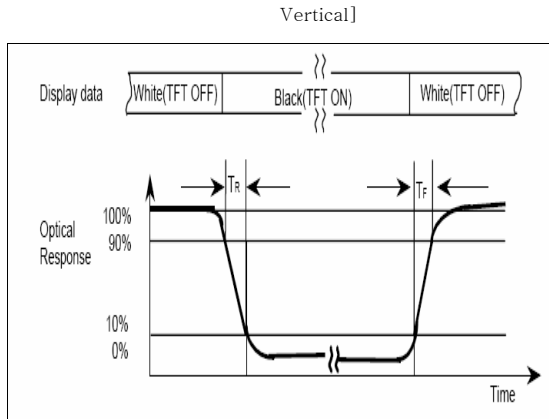 Vertical]
Display data
White(TFT OFF)
Black(TFT ON)
White(TFT OFF)
TR
TF
Optical
Response
100%
90%
10%
0%
Time